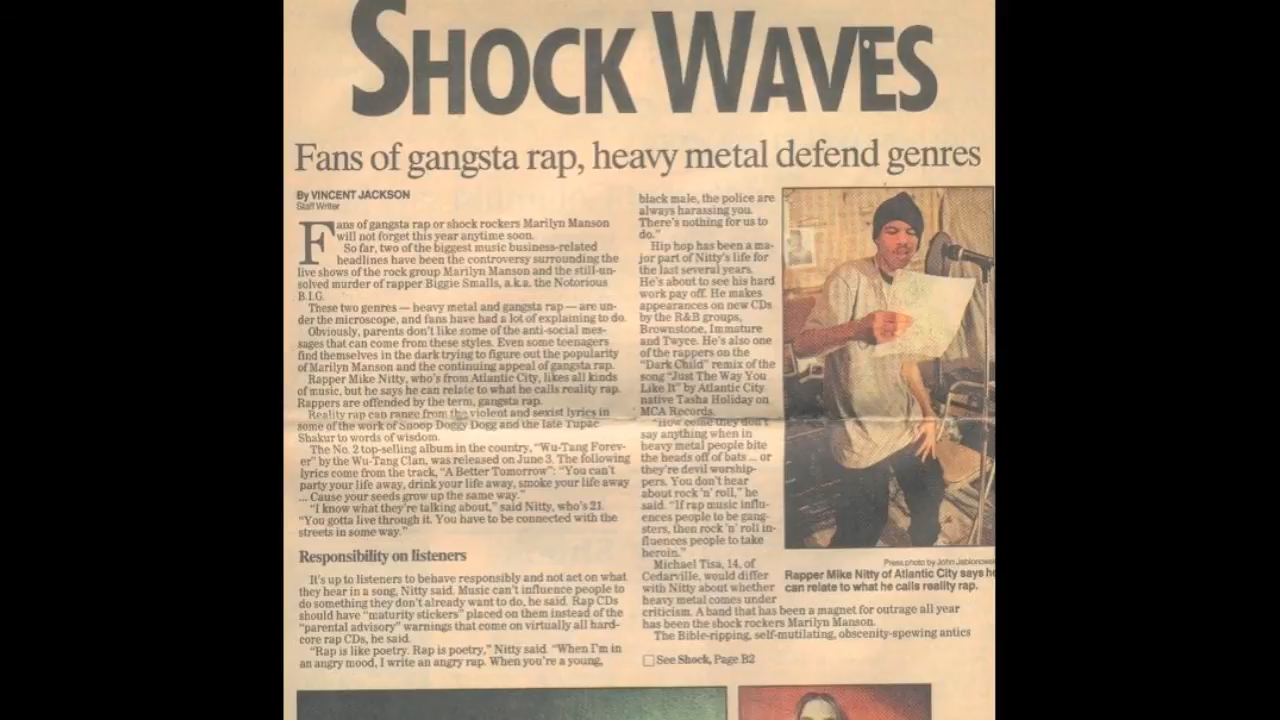 SHOCK WAVES
Fans of gangsta rap, heavy metal defend genres
By VINCENT JACKSON
Staff Writer
Fans of gangsta rap or shock rockers Marilyn Manson
will not forget this year anytime soon.
So far, two of the biggest music business-related
headlines have been the controversy surrounding the
live shows of the rock group Marilyn Manson and the still-un-
solved murder of rapper Biggie Smalls, a.k.a. the Notorious
B.I.G.
These two genres — heavy metal and gangsta rap — are un-
der the microscope, and fans have had a lot of explaining to do.
Obviously, parents don't like some of the anti-social mes-
sages that can come from these styles. Even some teenagers
find themselves in the dark trying to figure out the popularity
of Marilyn Manson and the continuing appeal of gangsta rap.
Rapper Mike Nitty, who's from Atlantic City, likes all kinds
of music, but he says he can relate to what he calls reality rap.
Rappers are offended by the term, gangsta rap.
Reality rap can range from the violent and sexist lyrics in
some of the work of Snoop Doggy Dogg and the late Tupac
Shakur to words of wisdom.
The No. 2 top-selling album in the country, "Wu-Tang Forev-
er" by the Wu-Tang Clan, was released on June 3. The following
lyrics come from the track, "A Better Tomorrow": "You can't
party your life away, drink your life away, smoke your life away
... Cause your seeds grow up the same way."
"I know what they're talking about," said Nitty, who's 21.
"You gotta live through it. You have to be connected with the
streets in some way."
Responsibility on listeners
It's up to listeners to behave responsibly and not act on what
they hear in a song, Nitty said. Music can't influence people to
do something they don't already want to do, he said. Rap CDs
should have "maturity stickers" placed on them instead of the
"parental advisory" warnings that come on virtually all hard-
core rap CDs, he said.
"Rap is like poetry. Rap is poetry," Nitty said. "When I'm in
an angry mood, I write an angry rap. When you're a young,
black male, the police are
always harassing you.
There's nothing for us to
do."
Hip hop has been a ma-
jor part of Nitty's life for
the last several years.
He's about to see his hard
work pay off. He makes
appearances on new CDs
by the R&B groups,
Brownstone, Immature
and Twyce. He's also one
of the rappers on the
"Dark Child" remix of the
song "Just The Way You
Like It" by Atlantic City
native Tasha Holiday on
MCA Records.
"How come they don't
say anything when in
heavy metal people bite
the heads off of bats ... or
they're devil worship-
pers. You don't hear
about rock 'n' roll," he
said. "If rap music influ-
ences people to be gang-
sters, then rock 'n' roll in-
fluences people to take
heroin."
Michael Tisa, 14, of
Cedarville, would differ
with Nitty about whether
heavy metal comes under
criticism. A band that has been a magnet for outrage all year
has been the shock rockers Marilyn Manson.
The Bible-ripping, self-mutilating, obscenity-spewing antics
See Shock, Page B2
Press photo by John
Rapper Mike Nitty of Atlantic City says he
can relate to what he calls reality rap.